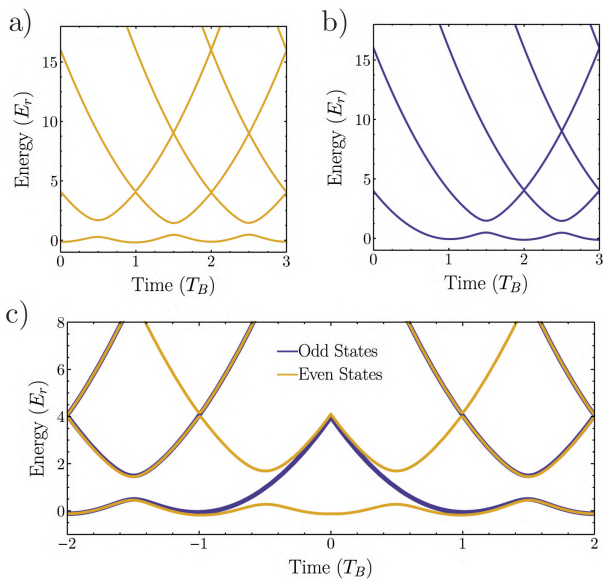 a)
Energy (E_r)
15
10
5
0
0 1 2 3
Time (T_B)
b)
Energy (E_r)
15
10
5
0
0 1 2 3
Time (T_B)
c)
Energy (E_r)
8
6
4
2
0
Odd States
Even States
−2 −1 0 1 2
Time (T_B)